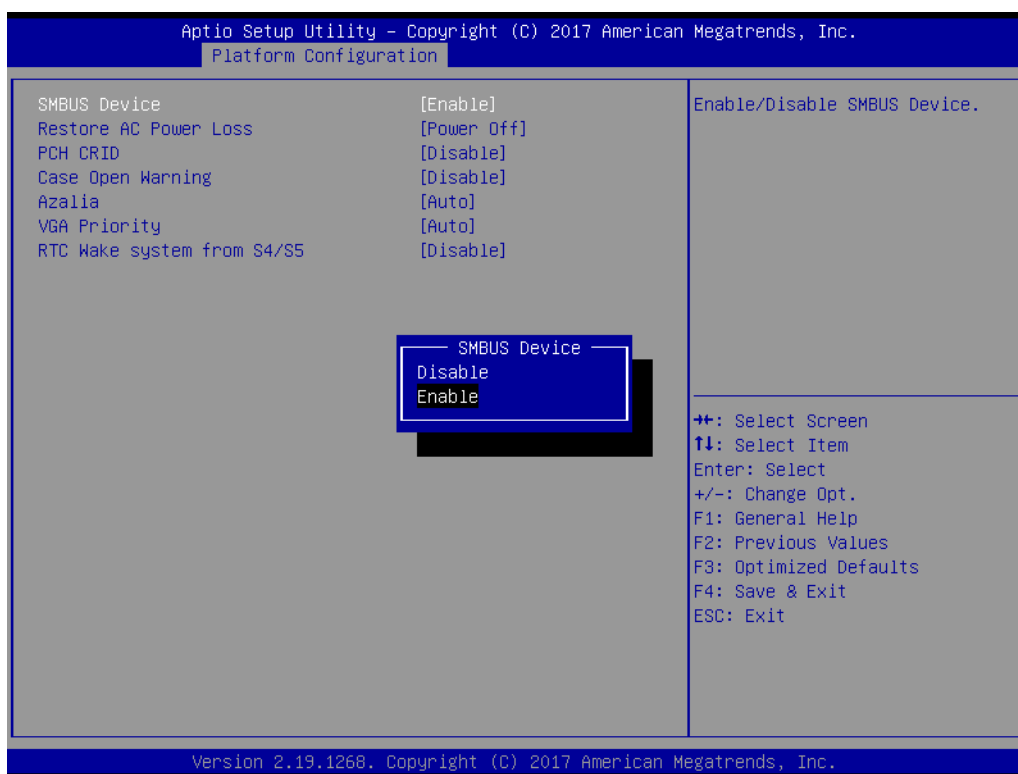 Aptio Setup Utility – Copyright (C) 2017 American Megatrends, Inc.
Platform Configuration
SMBUS Device [Enable]
Restore AC Power Loss [Power Off]
PCH CRID [Disable]
Case Open Warning [Disable]
Azalia [Auto]
VGA Priority [Auto]
RTC Wake system from S4/S5 [Disable]
Enable/Disable SMBUS Device.
SMBUS Device
Disable
Enable
→←: Select Screen
↑↓: Select Item
Enter: Select
+/-: Change Opt.
F1: General Help
F2: Previous Values
F3: Optimized Defaults
F4: Save & Exit
ESC: Exit
Version 2.19.1268. Copyright (C) 2017 American Megatrends, Inc.